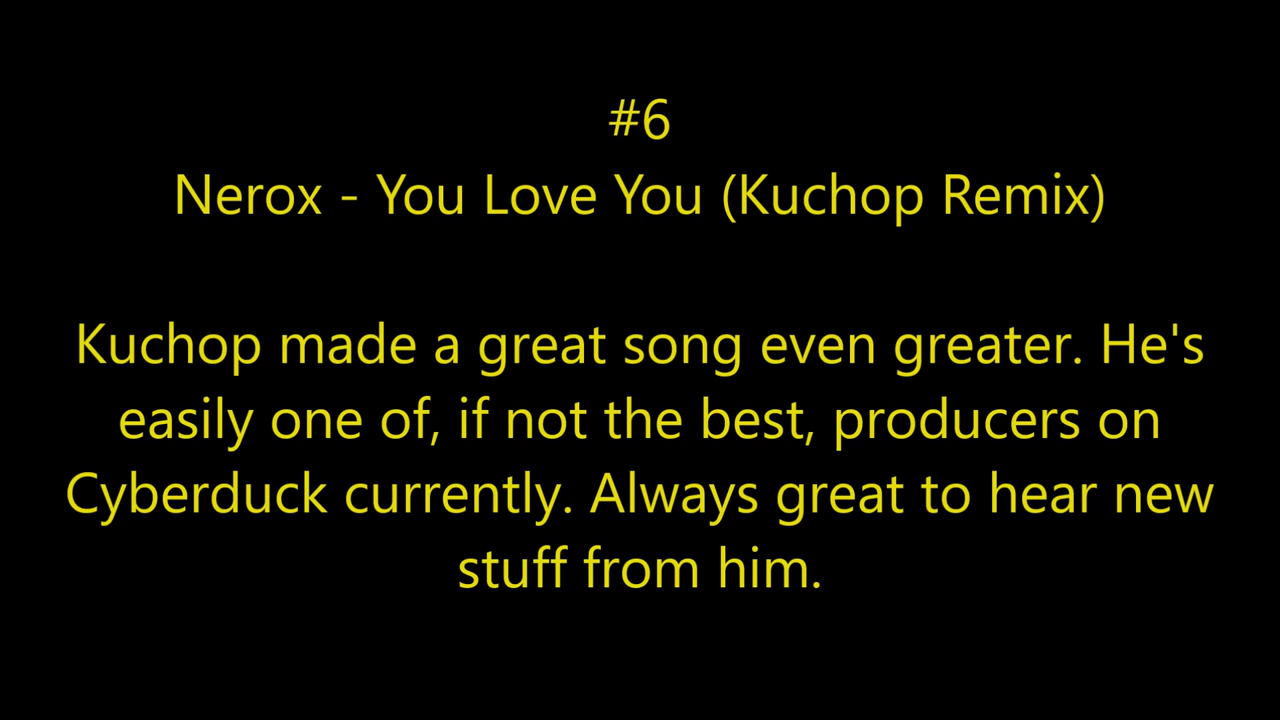 #6
Nerox - You Love You (Kuchop Remix)
Kuchop made a great song even greater. He's
easily one of, if not the best, producers on
Cyberduck currently. Always great to hear new
stuff from him.